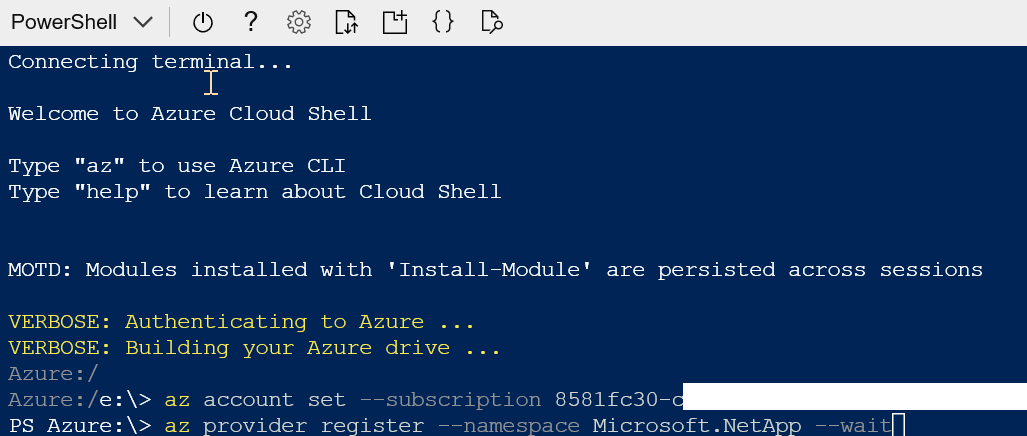 PowerShell
Connecting terminal...
Welcome to Azure Cloud Shell
Type "az" to use Azure CLI
Type "help" to learn about Cloud Shell
MOTD: Modules installed with 'Install-Module' are persisted across sessions
VERBOSE: Authenticating to Azure ...
VERBOSE: Building your Azure drive ...
Azure:/
Azure:/e:\> az account set --subscription 8581fc30-c
PS Azure:\> az provider register --namespace Microsoft.NetApp --wait